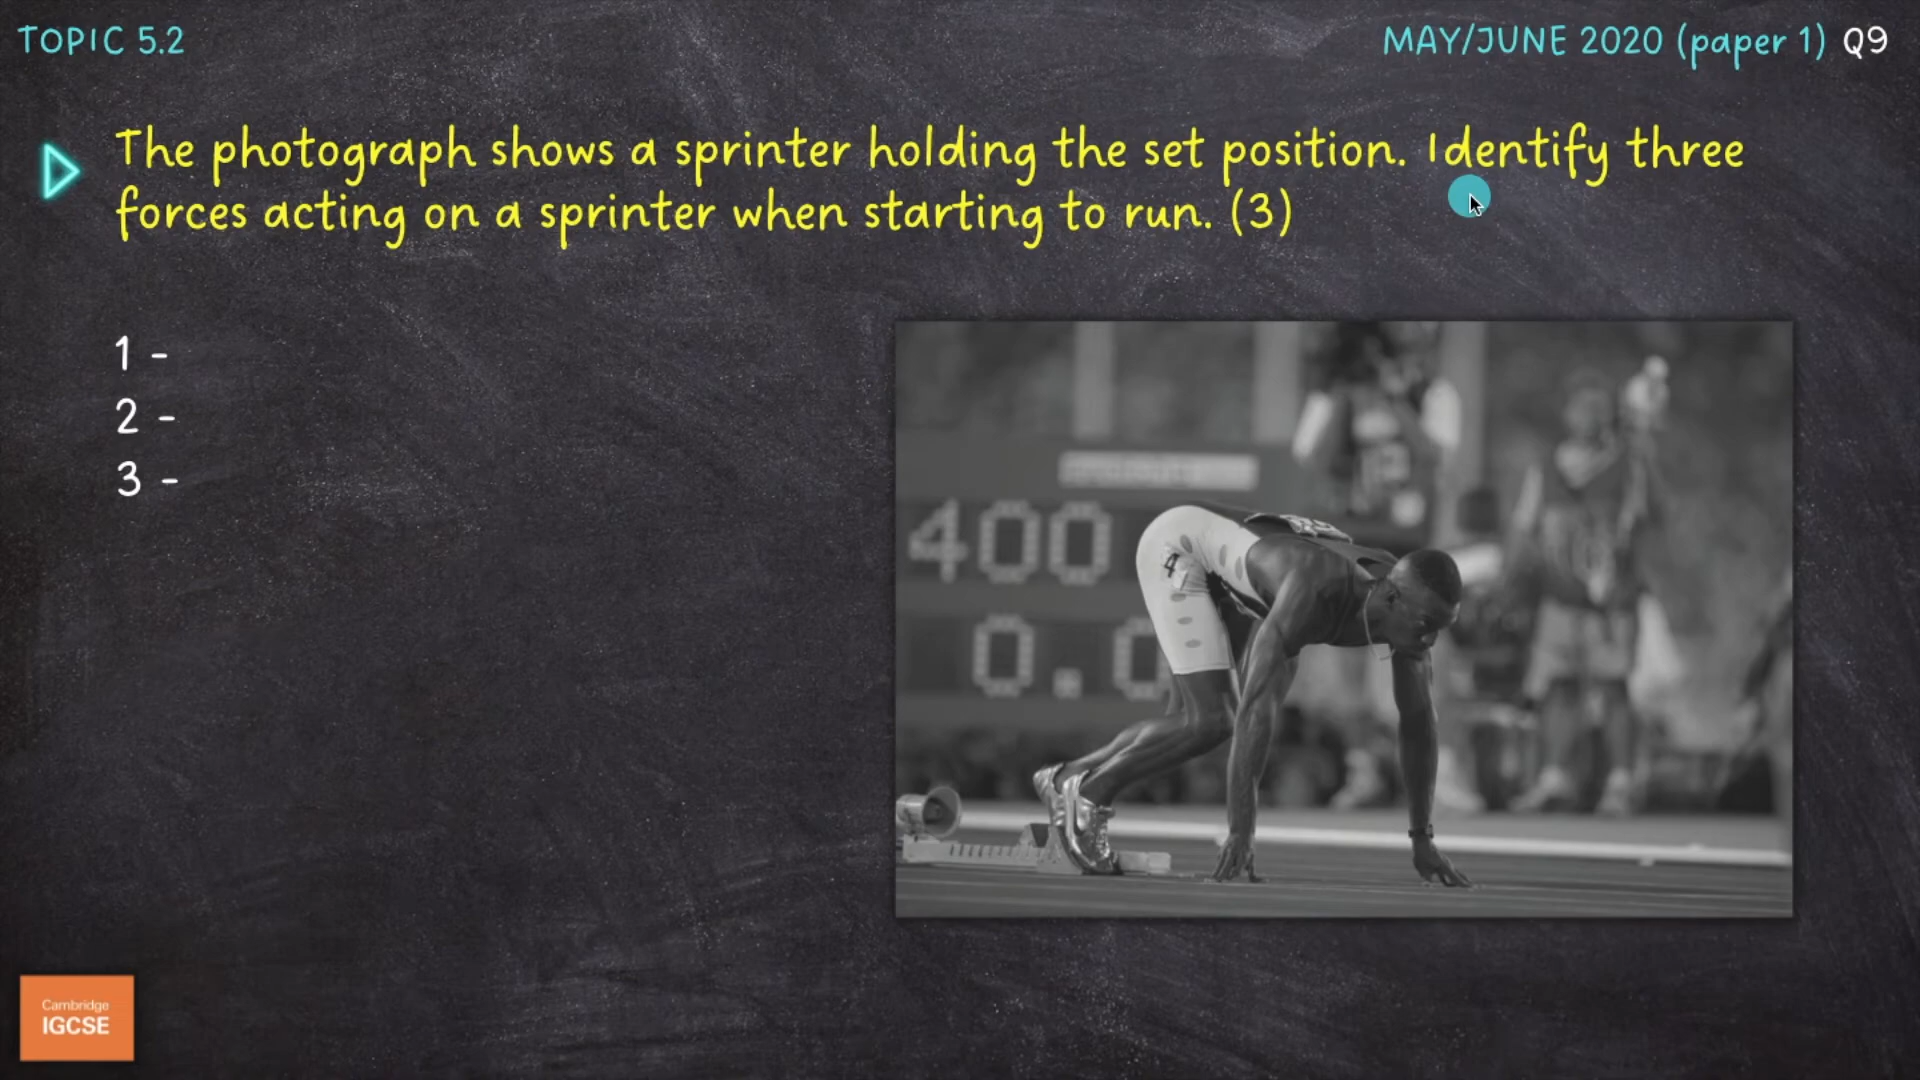 TOPIC 5.2
MAY/JUNE 2020 (paper 1) Q9
The photograph shows a sprinter holding the set position. Identify three
forces acting on a sprinter when starting to run. (3)
1 -
2 -
3 -
400
0.0
Cambridge
IGCSE